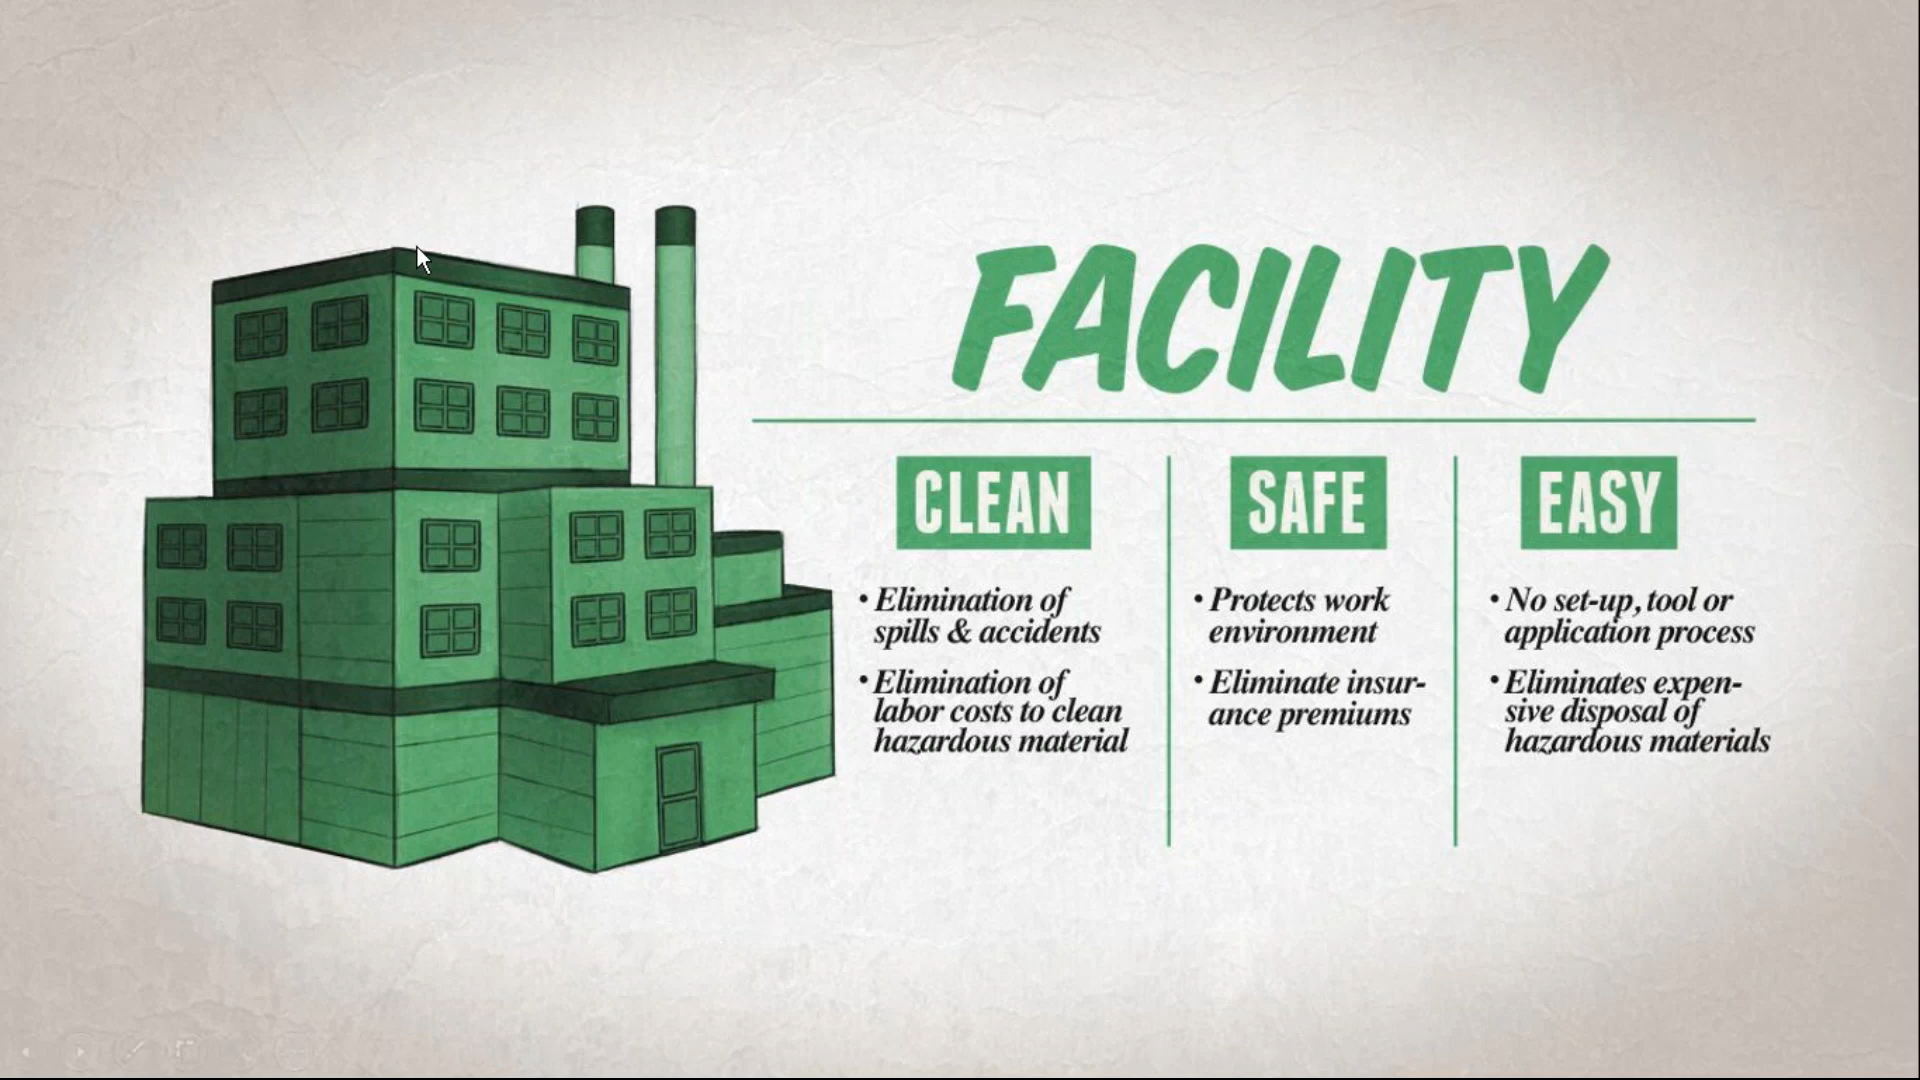 FACILITY
CLEAN
• Elimination of
spills & accidents
• Elimination of
labor costs to clean
hazardous material
SAFE
• Protects work
environment
• Eliminate insur-
ance premiums
EASY
• No set-up, tool or
application process
• Eliminates expen-
sive disposal of
hazardous materials